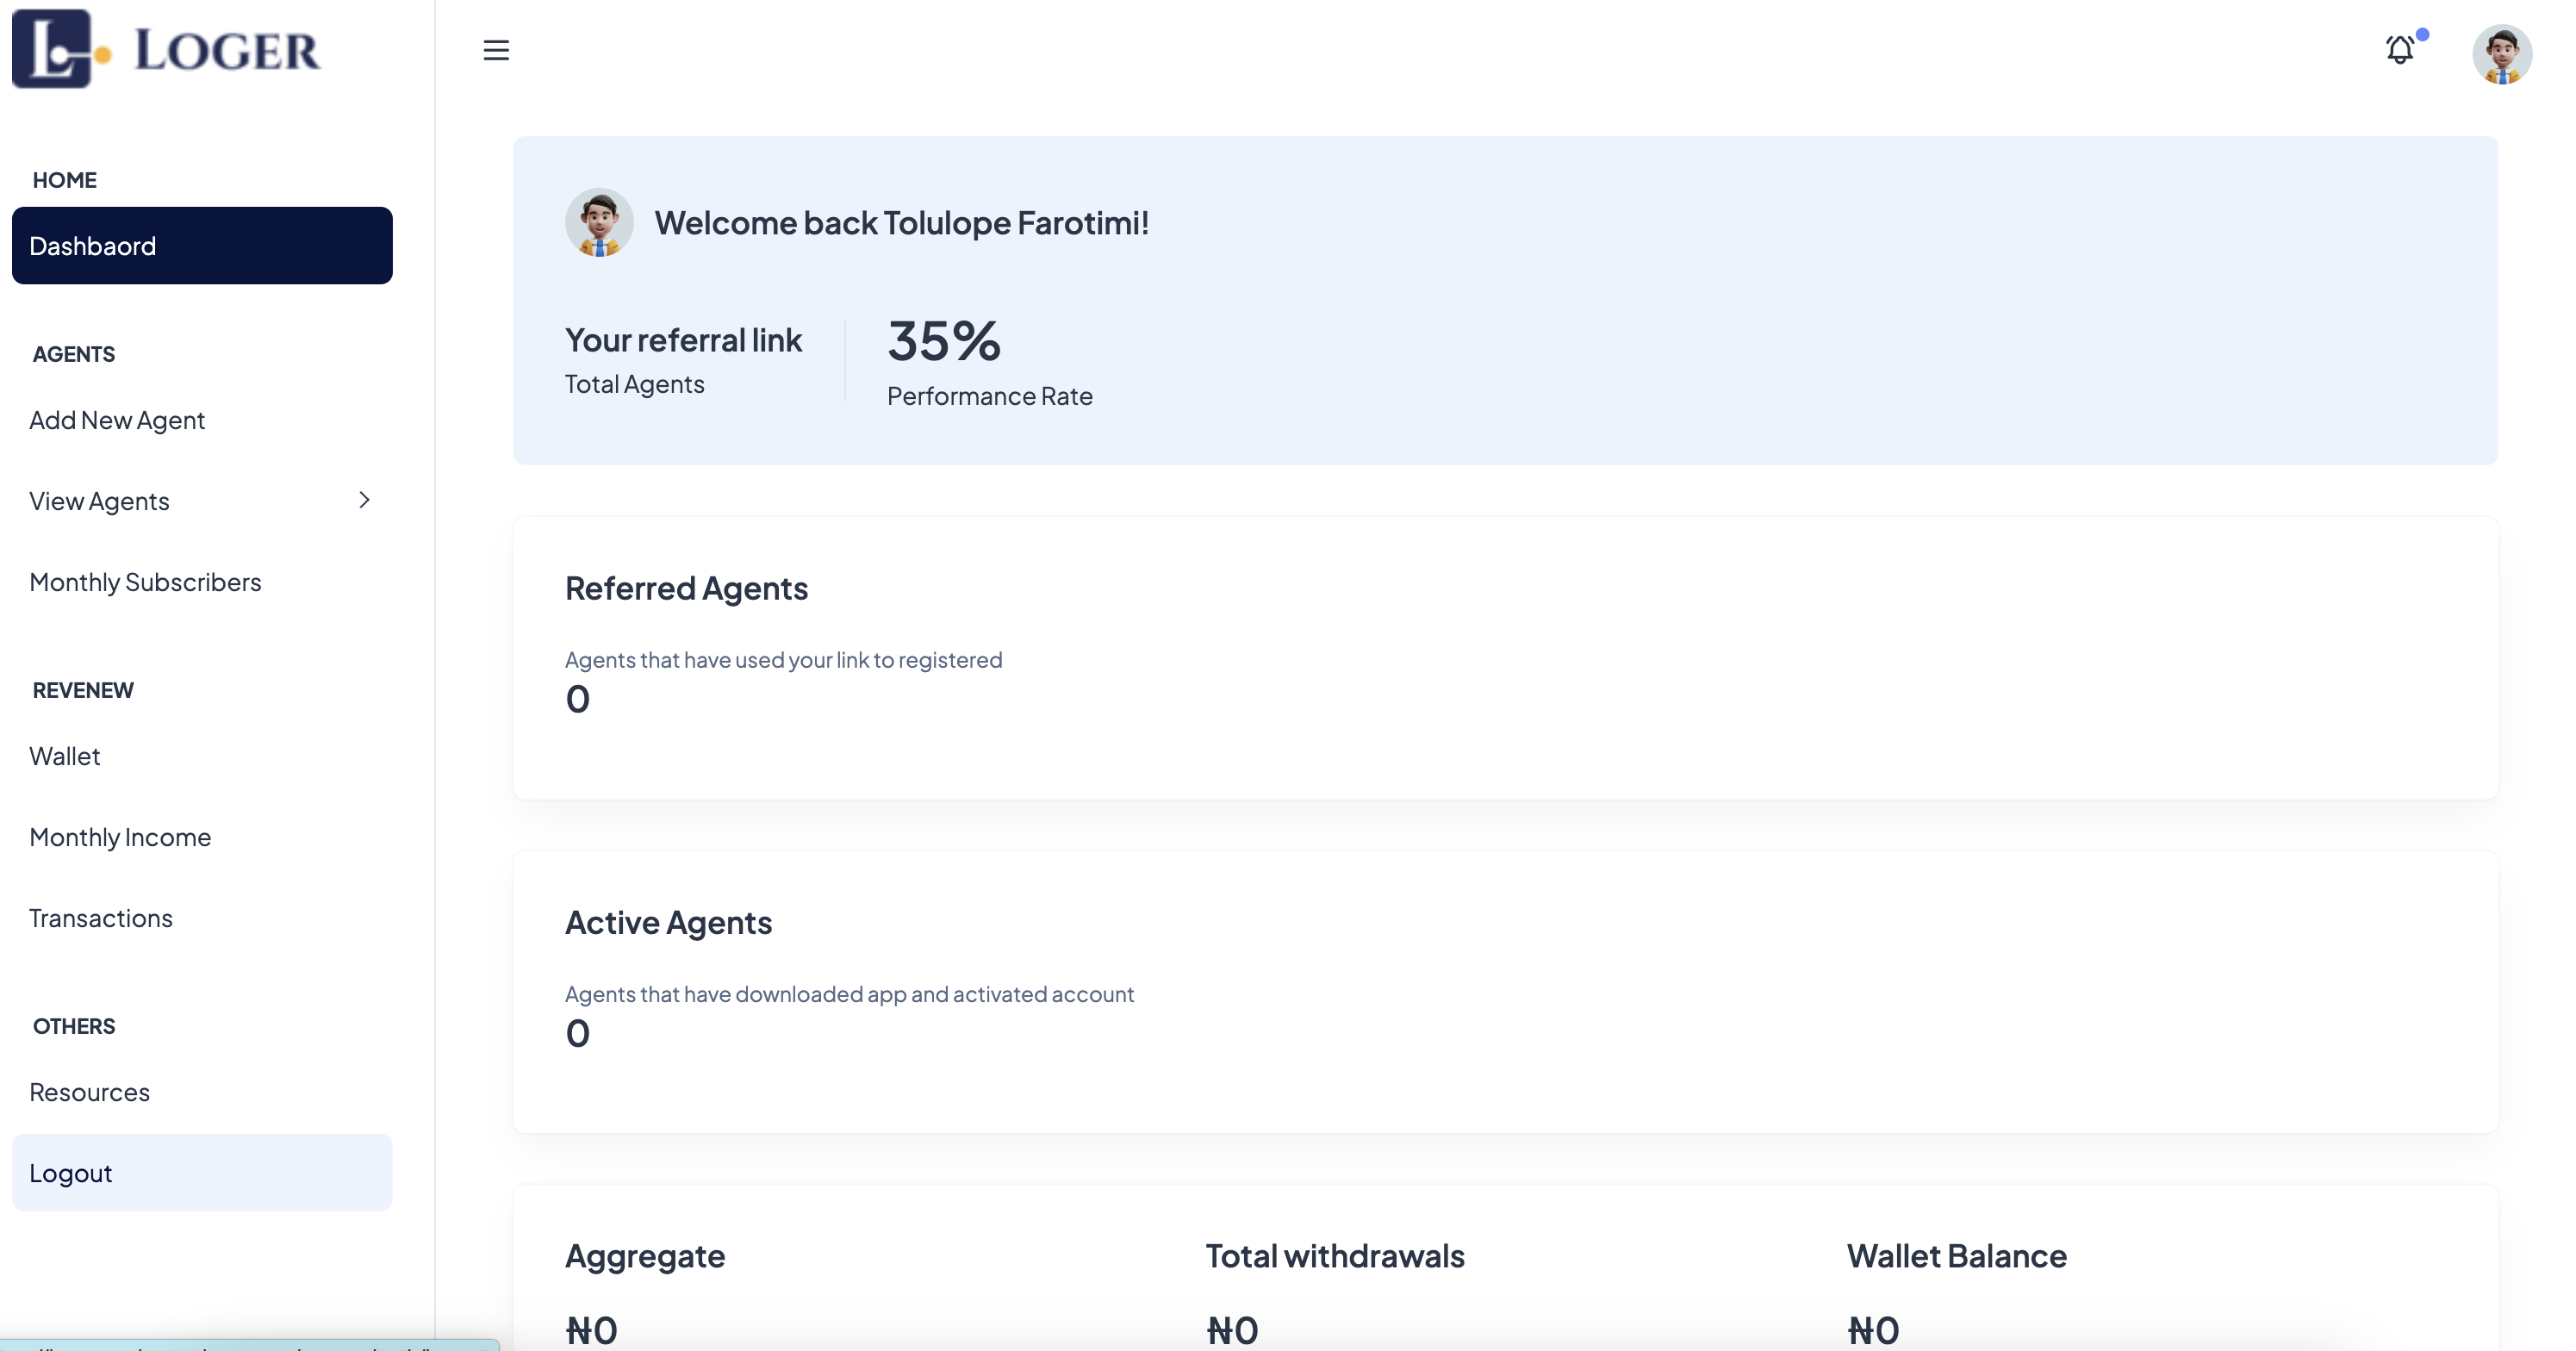 LOGER
HOME
Dashbaord
AGENTS
Add New Agent
View Agents
Monthly Subscribers
REVENEW
Wallet
Monthly Income
Transactions
OTHERS
Resources
Logout
Welcome back Tolulope Farotimi!
Your referral link
Total Agents
35%
Performance Rate
Referred Agents
Agents that have used your link to registered
0
Active Agents
Agents that have downloaded app and activated account
0
Aggregate
₦0
Total withdrawals
₦0
Wallet Balance
₦0